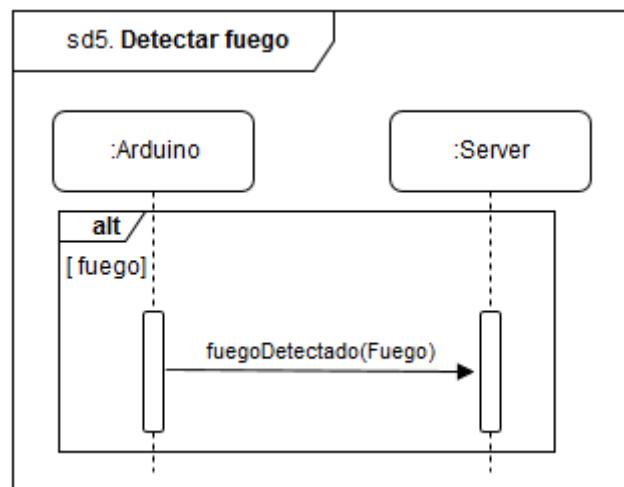 sd5. Detectar fuego
:Arduino
:Server
alt
[ fuego]
fuegoDetectado(Fuego)